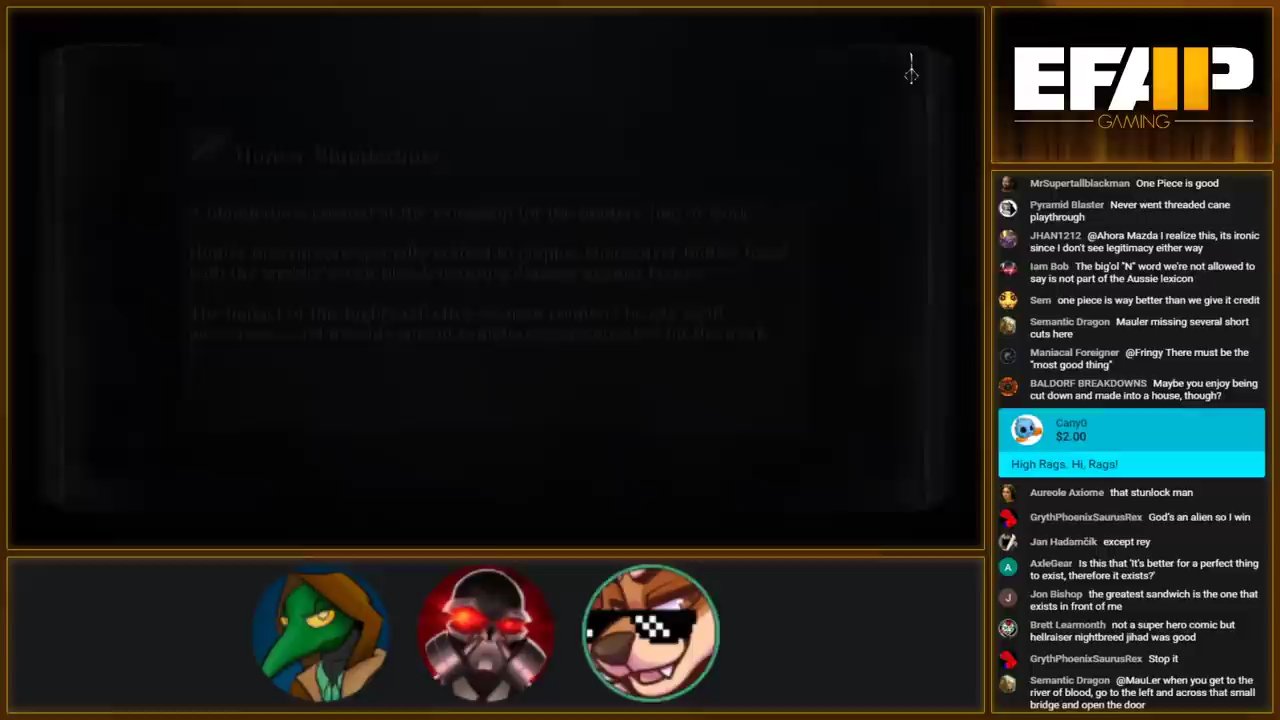 Hunter Blunderbuss
EFAP
GAMING
MrSupertallblackman One Piece is good
Pyramid Blaster Never went threaded cane
playthrough
JHAN1212 @Ahora Mazda I realize this, its ironic
since I don't see legitimacy either way
Iam Bob The big'ol "N" word we're not allowed to
say is not part of the Aussie lexicon
Sem one piece is way better than we give it credit
Semantic Dragon Mauler missing several short
cuts here
Maniacal Foreigner @Fringy There must be the
"most good thing"
BALDORF BREAKDOWNS Maybe you enjoy being
cut down and made into a house, though?
Cany0
$2.00
High Rags. Hi, Rags!
Aureole Axiome that stunlock man
GrythPhoenixSaurusRex God's an alien so I win
Jan Hadamčík except rey
A AxleGear Is this that 'it's better for a perfect thing
to exist, therefore it exists?'
J Jon Bishop the greatest sandwich is the one that
exists in front of me
Brett Learmonth not a super hero comic but
hellraiser nightbreed jihad was good
GrythPhoenixSaurusRex Stop it
Semantic Dragon @MauLer when you get to the
river of blood, go to the left and across that small
bridge and open the door